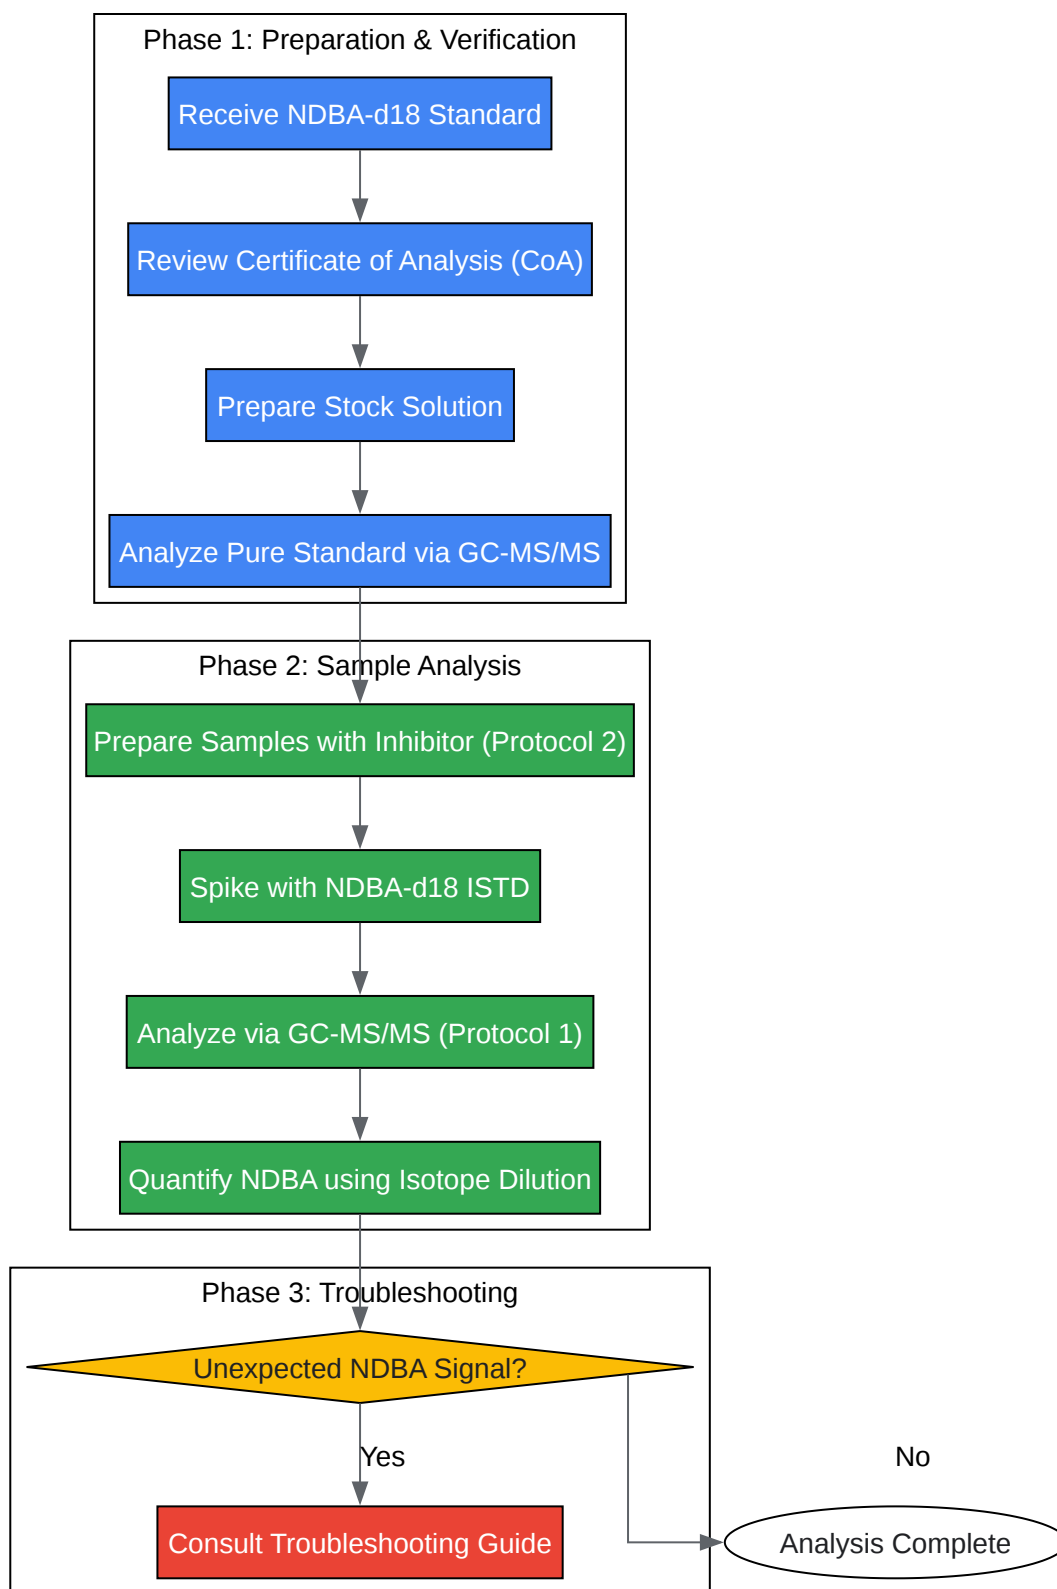 Phase 1: Preparation & Verification
Receive NDBA-d18 Standard
Review Certificate of Analysis (CoA)
Prepare Stock Solution
Analyze Pure Standard via GC-MS/MS
Phase 2: Sample Analysis
Prepare Samples with Inhibitor (Protocol 2)
Spike with NDBA-d18 ISTD
Analyze via GC-MS/MS (Protocol 1)
Quantify NDBA using Isotope Dilution
Phase 3: Troubleshooting
Unexpected NDBA Signal?
Yes
No
Consult Troubleshooting Guide
Analysis Complete